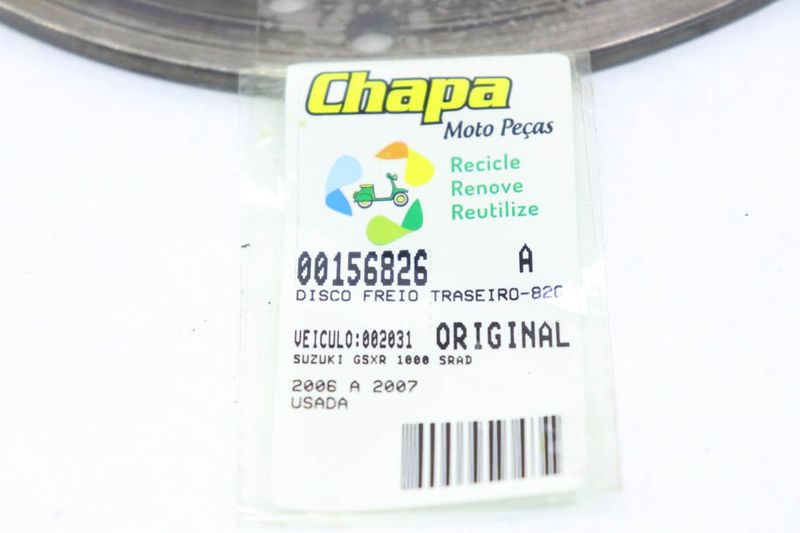 Chapa
Moto Peças
Recicle
Renove
Reutilize
00156826 A
DISCO FREIO TRASEIRO-82G
VEICULO:002031 ORIGINAL
SUZUKI GSXR 1000 SRAD
2006 A 2007
USADA